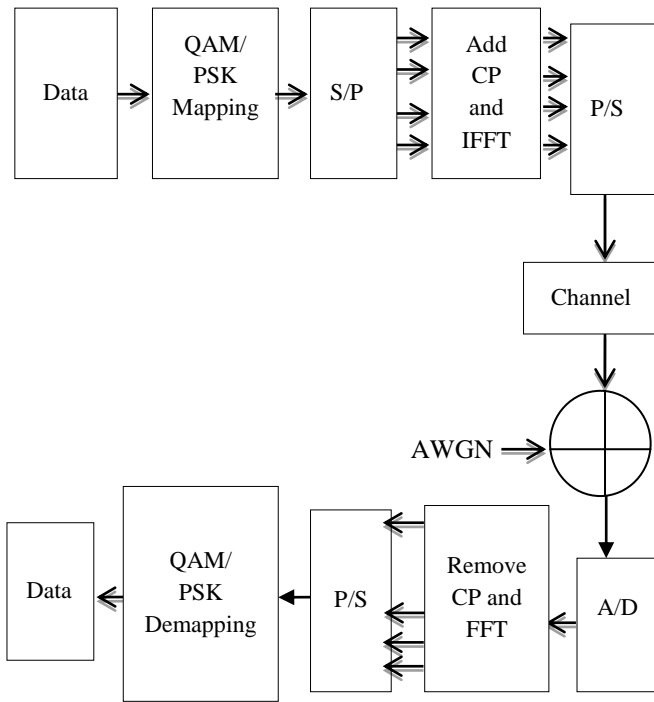 Data
QAM/
PSK
Mapping
S/P
Add
CP
and
IFFT
P/S
Channel
AWGN
Data
QAM/
PSK
Demapping
P/S
Remove
CP and
FFT
A/D